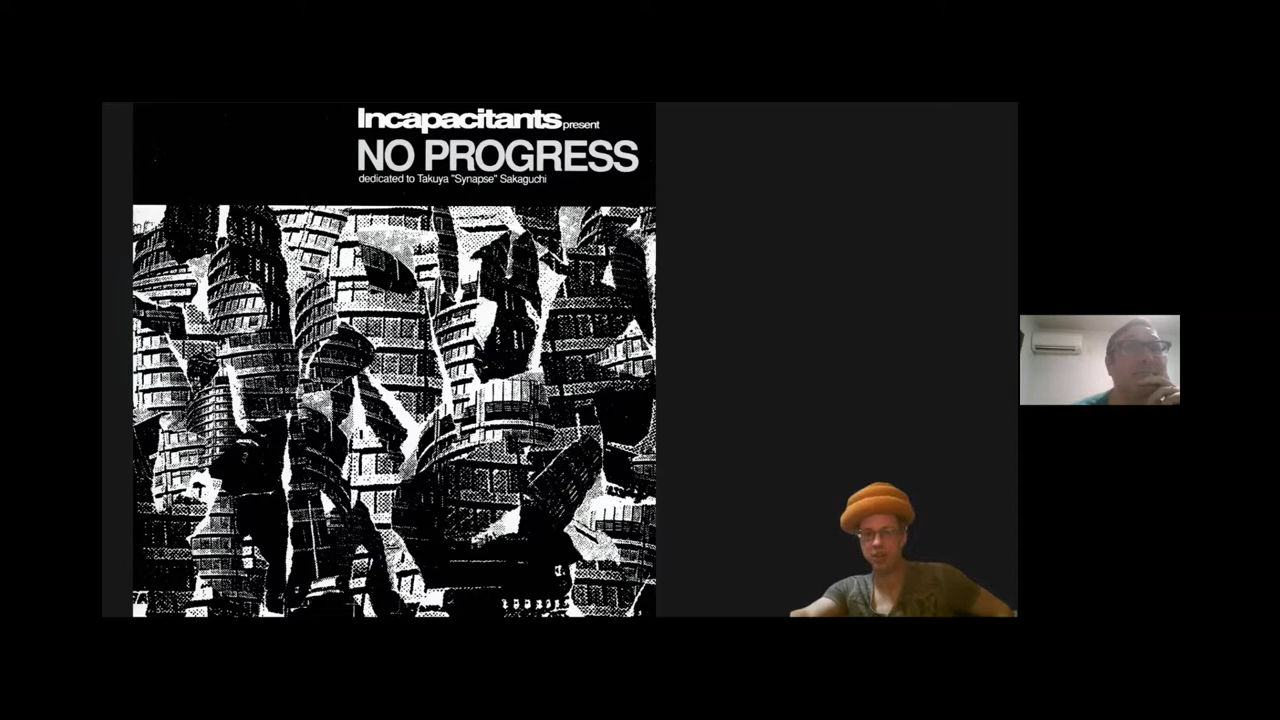 Incapacitants present
NO PROGRESS
dedicated to Takuya "Synapse" Sakaguchi